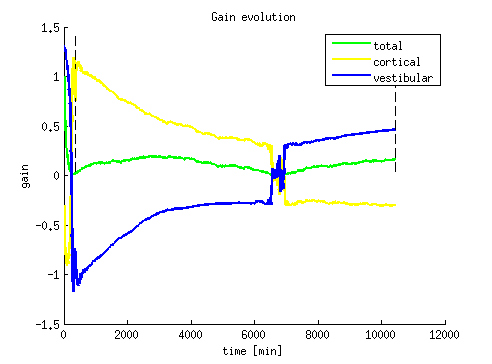 Gain evolution
total
cortical
vestibular
gain
1.5
1
0.5
0
-0.5
-1
-1.5
0 2000 4000 6000 8000 10000 12000
time [min]